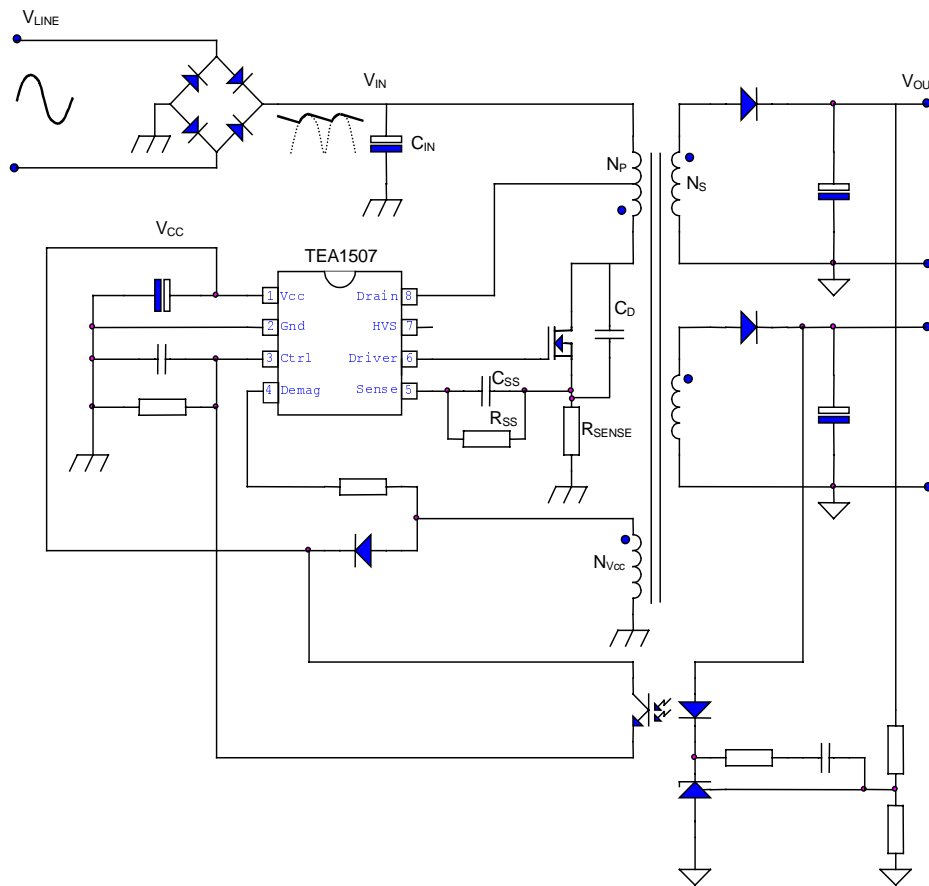 VLINE
VIN
VOU
CIN
NP
NS
VCC
TEA1507
1 Vcc Drain 8
2 Gnd HVS 7
3 Ctrl Driver 6
4 Demag Sense 5
CD
CSS
RSS
RSENSE
NVcc